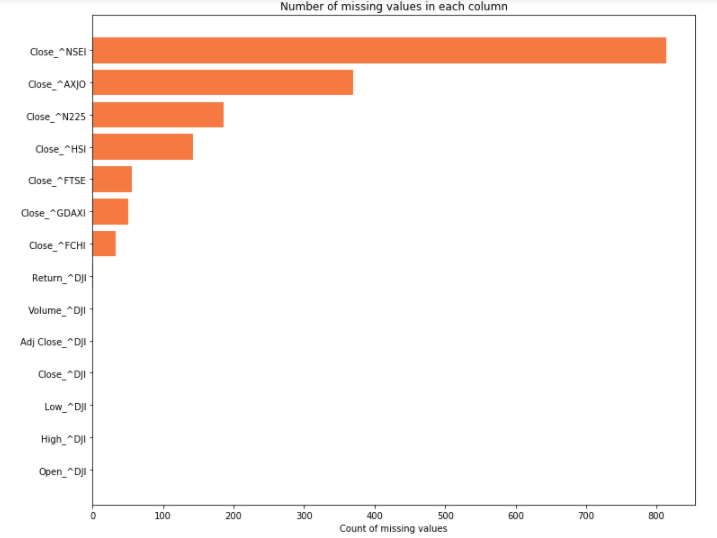 Number of missing values in each column
Close_^NSEI
Close_^AXJO
Close_^N225
Close_^HSI
Close_^FTSE
Close_^GDAXI
Close_^FCHI
Return_^DJI
Volume_^DJI
Adj Close_^DJI
Close_^DJI
Low_^DJI
High_^DJI
Open_^DJI
0 100 200 300 400 500 600 700 800
Count of missing values